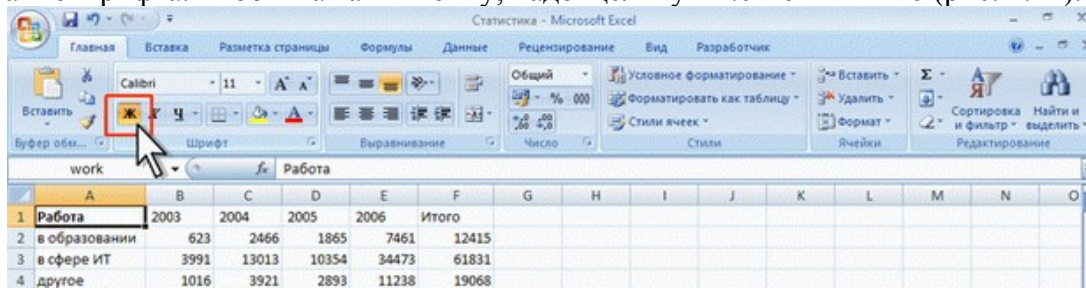 Статистика - Microsoft Excel
Главная Вставка Разметка страницы Формулы Данные Рецензирование Вид Разработчик
Вставить
Calibri 11
Ж К Ч
Общий
% 000
Условное форматирование
Форматировать как таблицу
Стили ячеек
Вставить
Удалить
Формат
Σ
Сортировка и фильтр
Найти и выделить
Буфер обм... Шрифт Выравнивание Число Стили Ячейки Редактирование
work fx Работа
A B C D E F G H I J K L M N O
1 Работа 2003 2004 2005 2006 Итого
2 в образовании 623 2466 1865 7461 12415
3 в сфере ИТ 3991 13013 10354 34473 61831
4 другое 1016 3921 2893 11238 19068